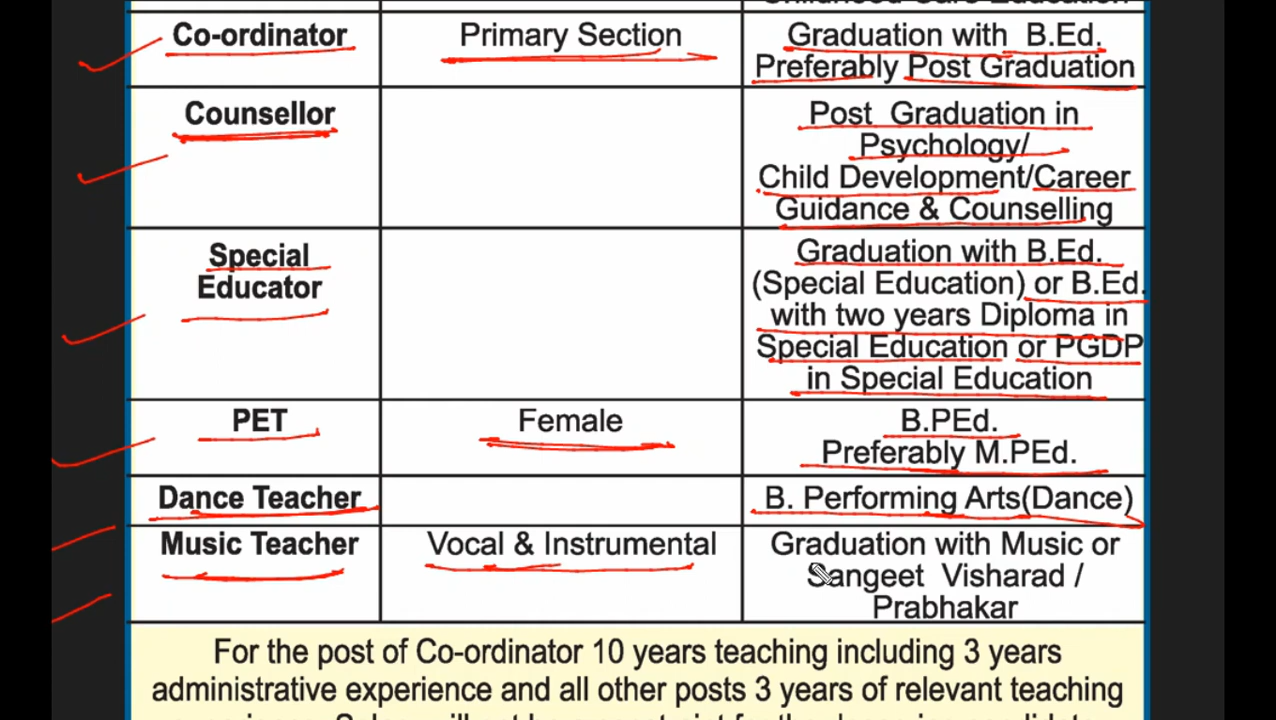 Childhood Care Education
Co-ordinator
Primary Section
Graduation with B.Ed.
Preferably Post Graduation
Counsellor
Post Graduation in
Psychology/
Child Development/Career
Guidance & Counselling
Special
Educator
Graduation with B.Ed.
(Special Education) or B.Ed.
with two years Diploma in
Special Education or PGDP
in Special Education
PET
Female
B.PEd.
Preferably M.PEd.
Dance Teacher
B. Performing Arts(Dance)
Music Teacher
Vocal & Instrumental
Graduation with Music or
Sangeet Visharad /
Prabhakar
For the post of Co-ordinator 10 years teaching including 3 years
administrative experience and all other posts 3 years of relevant teaching